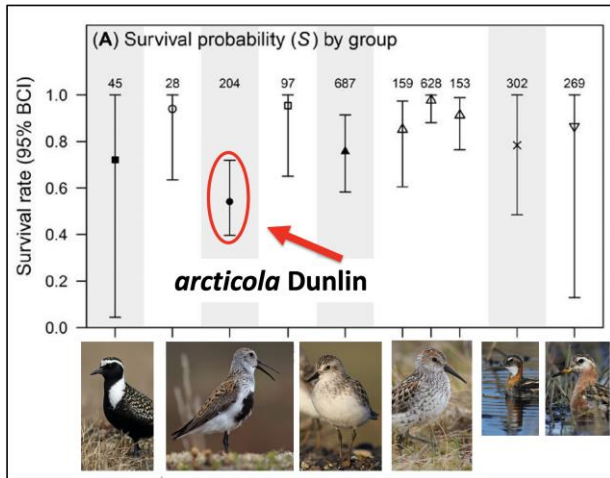 (A) Survival probability (S) by group
45 28 204 97 687 159 628 153 302 269
Survival rate (95% BCI)
1.0
0.8
0.6
0.4
0.2
0.0
arcticola Dunlin